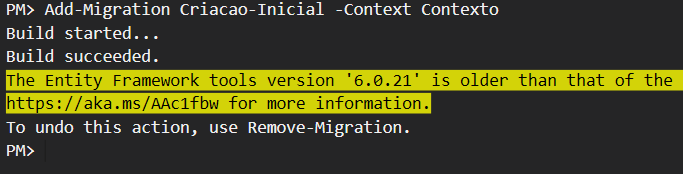 PM> Add-Migration Criacao-Inicial -Context Contexto
Build started...
Build succeeded.
The Entity Framework tools version '6.0.21' is older than that of the
https://aka.ms/AAc1fbw for more information.
To undo this action, use Remove-Migration.
PM>